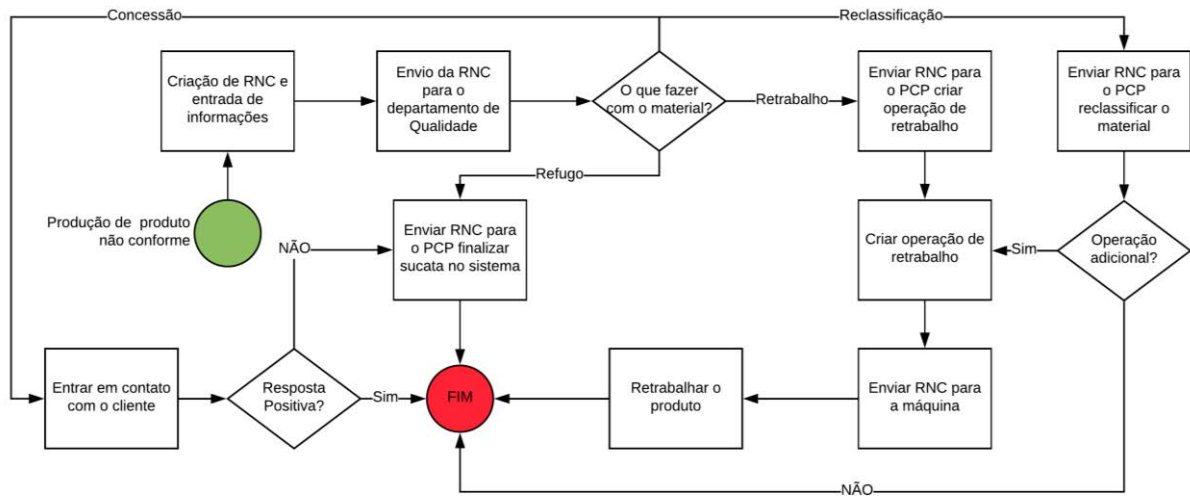 Concessão
Reclassificação
Criação de RNC e
entrada de
informações
Envio da RNC
para o
departamento de
Qualidade
O que fazer
com o material?
Retrabalho
Enviar RNC para
o PCP criar
operação de
retrabalho
Enviar RNC para
o PCP
reclassificar o
material
Refugo
Produção de produto
não conforme
NÃO
Enviar RNC para
o PCP finalizar
sucata no sistema
Criar operação de
retrabalho
Sim
Operação
adicional?
Entrar em contato
com o cliente
Resposta
Positiva?
Sim
FIM
Retrabalhar o
produto
Enviar RNC para
a máquina
NÃO